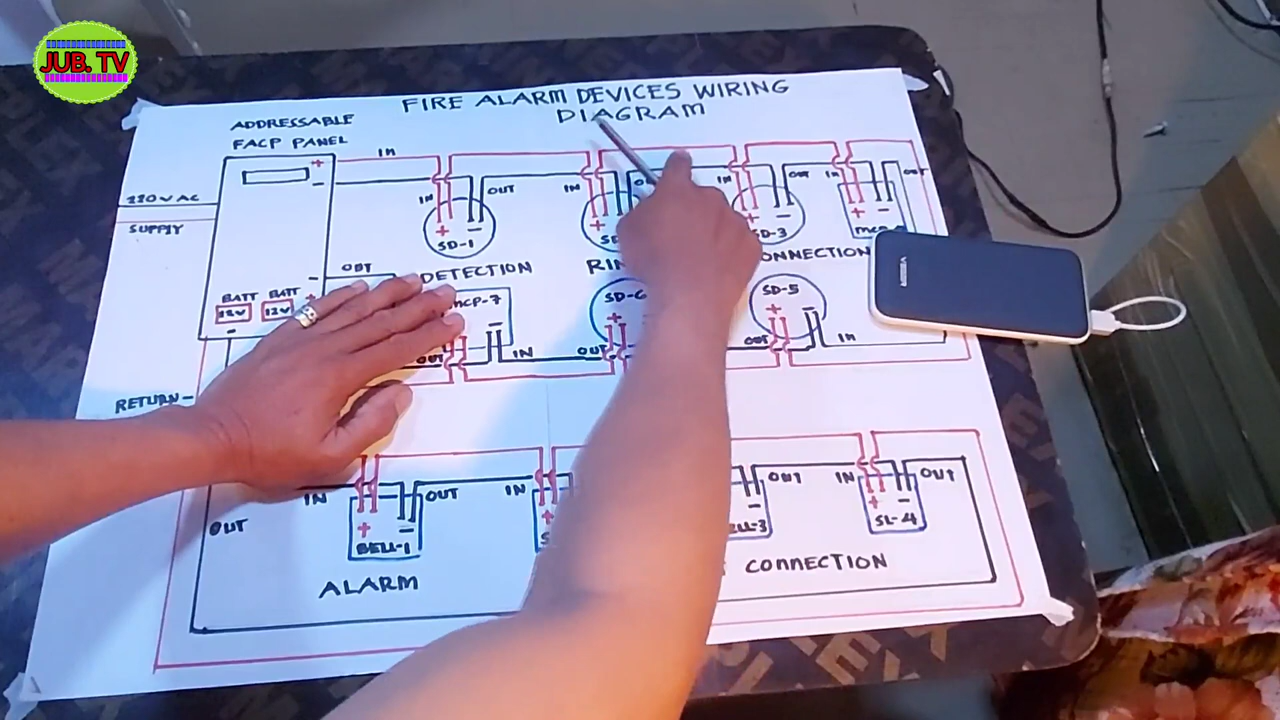 JUB. TV
FIRE ALARM DEVICES WIRING
DIAGRAM
ADDRESSABLE
FACP PANEL
IN
+
IN
OUT
IN
IN
OUT
IN
OUT
220V AC
SUPPLY
+ -
SD-1
+
+ -
SD-3
+ -
OUT
DETECTION
CONNECTION
BATT
BATT
12V
12V
MCP-7
SD-6
SD-5
OUT
IN
OUT
OUT
IN
RETURN
IN
OUT
IN
OUT
IN
OUT
OUT
+ -
BELL-1
+
-
+ -
SL-4
ALARM
CONNECTION